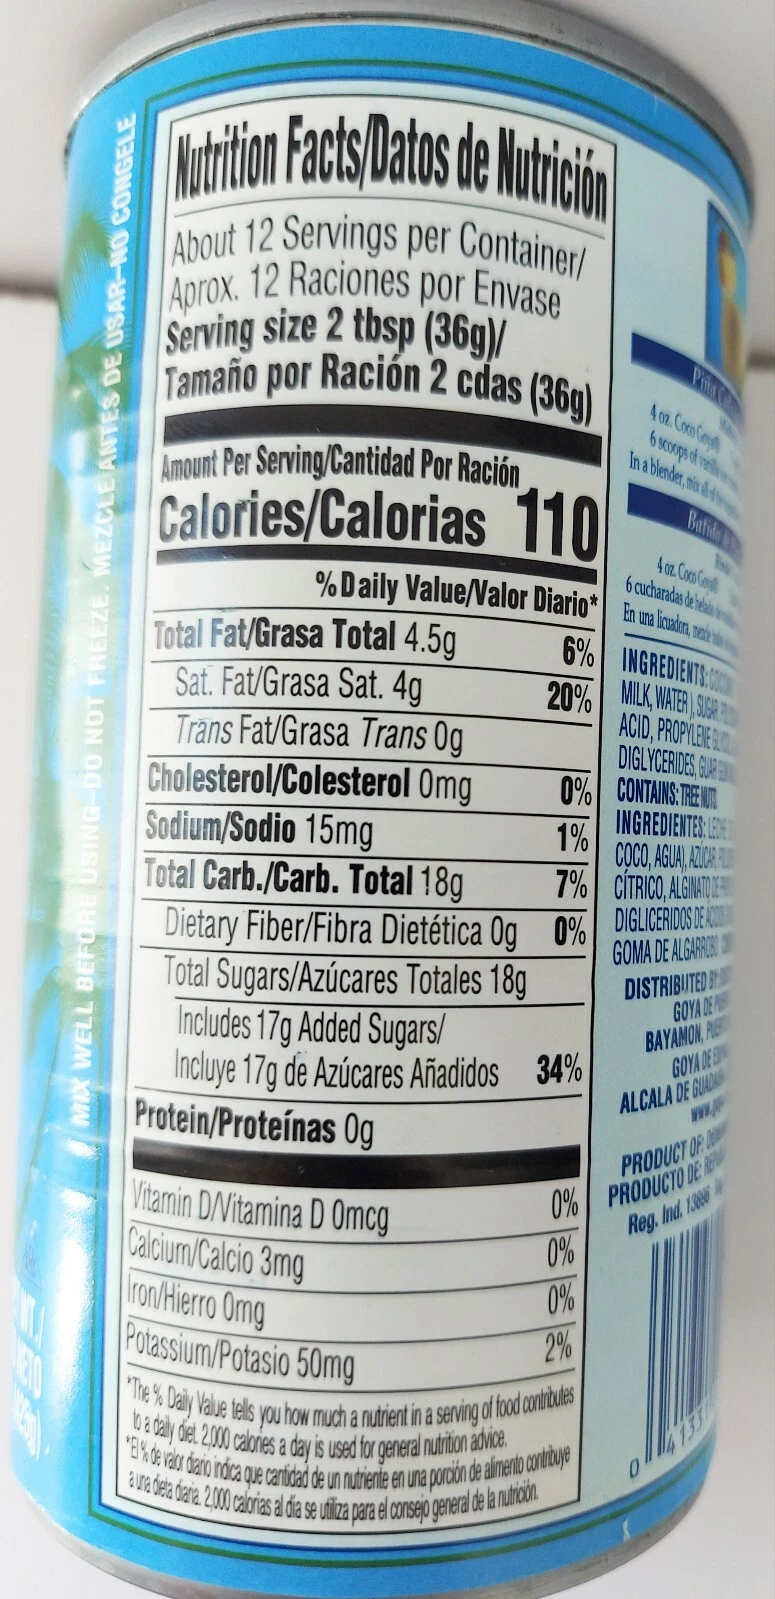 Nutrition Facts/Datos de Nutrición
About 12 Servings per Container/
Aprox. 12 Raciones por Envase
Serving size 2 tbsp (36g)/
Tamaño por Ración 2 cdas (36g)
Amount Per Serving/Cantidad Por Ración
Calories/Calorias 110
% Daily Value/Valor Diario*
Total Fat/Grasa Total 4.5g 6%
Sat. Fat/Grasa Sat. 4g 20%
Trans Fat/Grasa Trans 0g
Cholesterol/Colesterol 0mg 0%
Sodium/Sodio 15mg 1%
Total Carb./Carb. Total 18g 7%
Dietary Fiber/Fibra Dietética 0g 0%
Total Sugars/Azúcares Totales 18g
Includes 17g Added Sugars/
Incluye 17g de Azúcares Añadidos 34%
Protein/Proteínas 0g
Vitamin D/Vitamina D 0mcg 0%
Calcium/Calcio 3mg 0%
Iron/Hierro 0mg 0%
Potassium/Potasio 50mg 2%
*The % Daily Value tells you how much a nutrient in a serving of food contributes
to a daily diet. 2,000 calories a day is used for general nutrition advice.
*El % de valor diario indica que cantidad de un nutriente en una porción de alimento contribuye
a una dieta diaria. 2,000 calorías al día se utiliza para el consejo general de la nutrición.
MIX WELL BEFORE USING-DO NOT FREEZE. MEZCLE ANTES DE USAR-NO CONGELE
4 oz. Coco
6 scoops of
In a blender, mix all of
4 oz. Coco
6 cucharadas de
En una licuadora, mezcle
INGREDIENTS:
MILK, WATER), SUGAR,
ACID, PROPYLENE
DIGLYCERIDES, GUAR
CONTAINS: TREE NUTS.
INGREDIENTES: LECHE
COCO, AGUA), AZÚCAR,
CÍTRICO, ALGINATO DE
DIGLICERIDOS DE
GOMA DE ALGARROBO,
DISTRIBUTED BY:
GOYA DE
BAYAMON,
GOYA DE
ALCALA DE
PRODUCT OF:
PRODUCTO DE:
Reg. Ind.
0